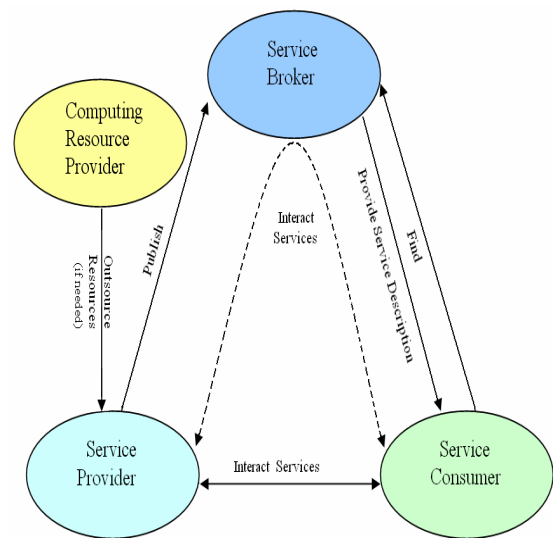 Service
Broker
Computing
Resource
Provider
Publish
Outsource
Resources
(if needed)
Interact
Services
Provide Service Description
Find
Service
Provider
Interact Services
Service
Consumer